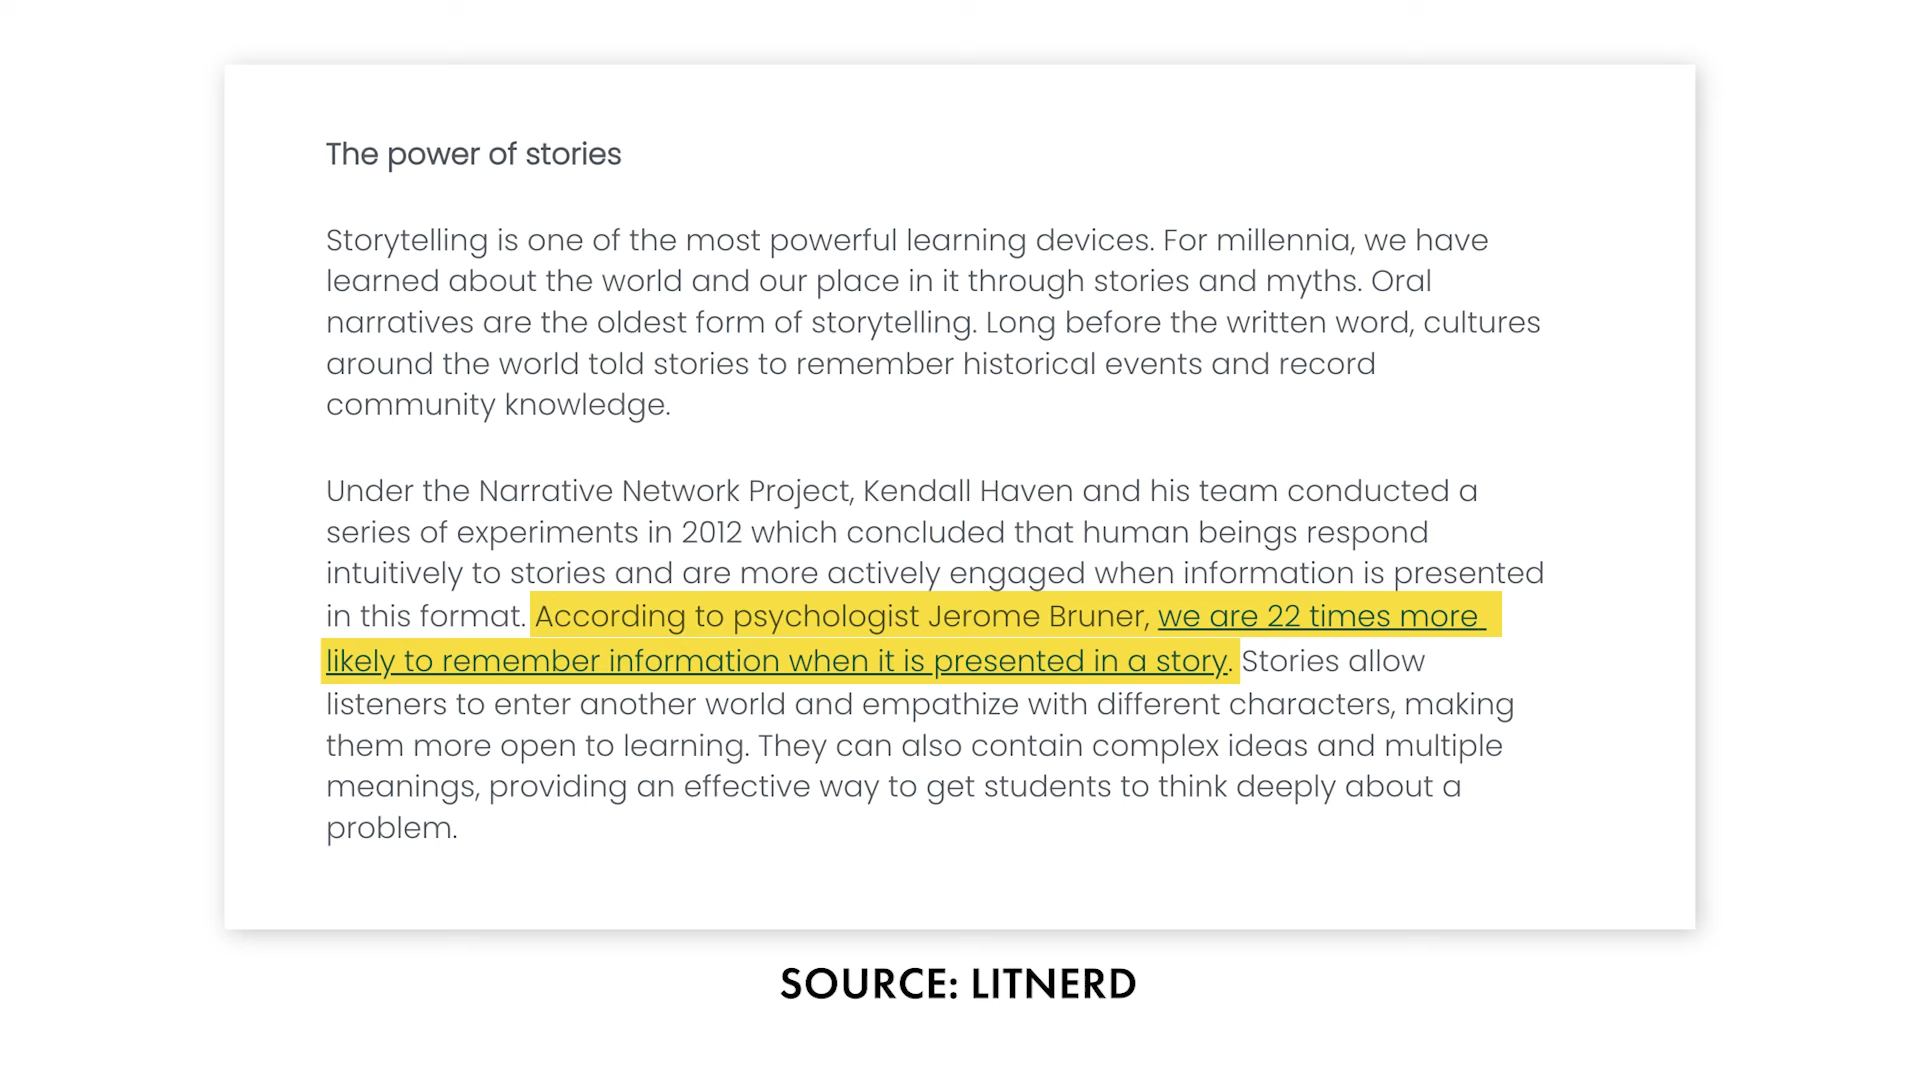 The power of stories
Storytelling is one of the most powerful learning devices. For millennia, we have
learned about the world and our place in it through stories and myths. Oral
narratives are the oldest form of storytelling. Long before the written word, cultures
around the world told stories to remember historical events and record
community knowledge.
Under the Narrative Network Project, Kendall Haven and his team conducted a
series of experiments in 2012 which concluded that human beings respond
intuitively to stories and are more actively engaged when information is presented
in this format. According to psychologist Jerome Bruner, we are 22 times more
likely to remember information when it is presented in a story. Stories allow
listeners to enter another world and empathize with different characters, making
them more open to learning. They can also contain complex ideas and multiple
meanings, providing an effective way to get students to think deeply about a
problem.
SOURCE: LITNERD